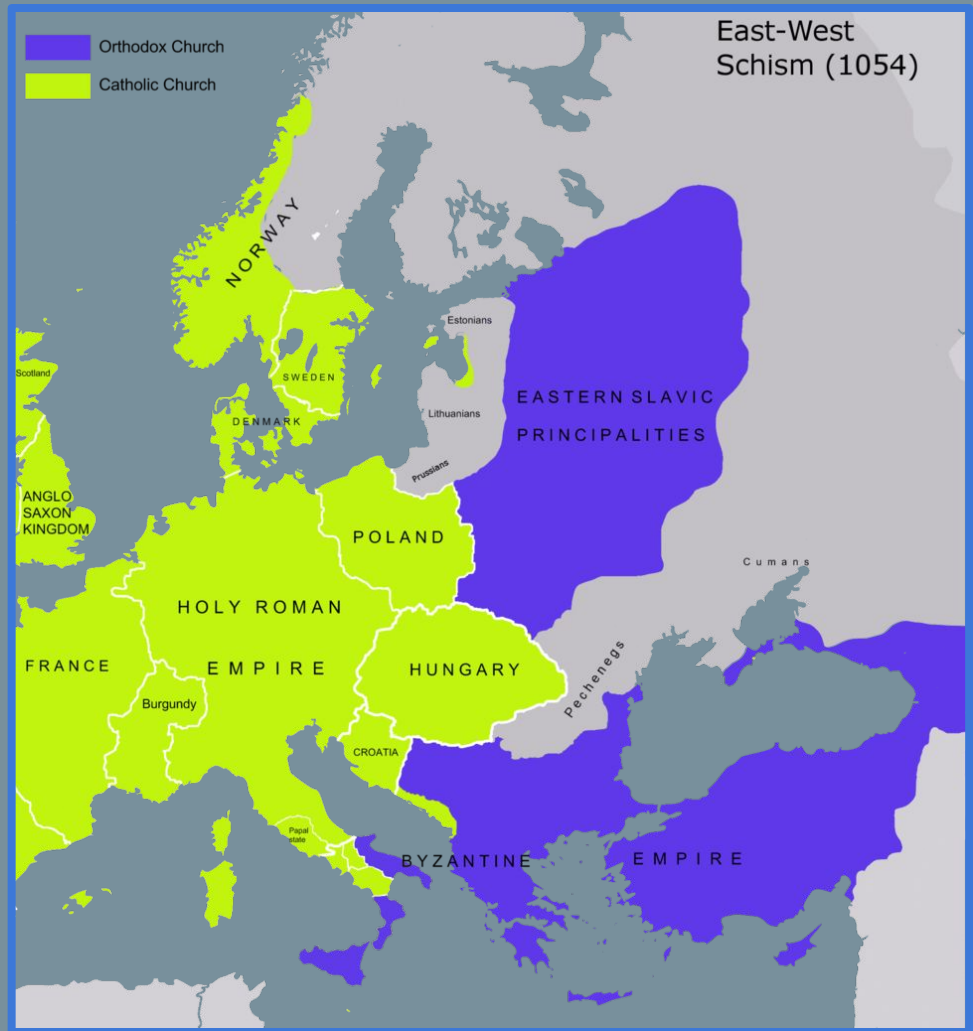 Orthodox Church
Catholic Church
East-West
Schism (1054)
NORWAY
Estonians
Scotland
SWEDEN
EASTERN SLAVIC
PRINCIPALITIES
Lithuanians
DENMARK
Prussians
ANGLO
SAXON
KINGDOM
POLAND
Cumans
HOLY ROMAN
EMPIRE
FRANCE
HUNGARY
Pechenegs
Burgundy
CROATIA
Papal
state
BYZANTINE EMPIRE